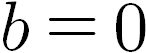 b = 0